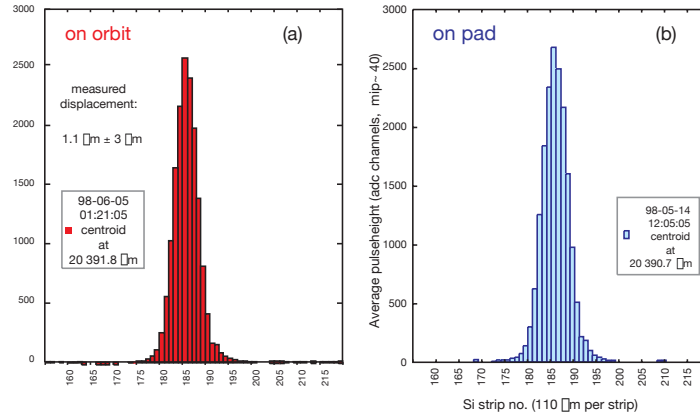 3000
2500
2000
1500
1000
500
0
on orbit
(a)
measured
displacement:
1.1 □m ± 3 □m
98-06-05
01:21:05
centroid
at
20 391.8 □m
160
165
170
175
180
185
190
195
200
205
210
215
Average pulseheight (adc channels, mip~ 40)
3000
2500
2000
1500
1000
500
0
on pad
(b)
98-05-14
12:05:05
centroid
at
20 390.7 □m
160
165
170
175
180
185
190
195
200
205
210
215
Si strip no. (110 □m per strip)